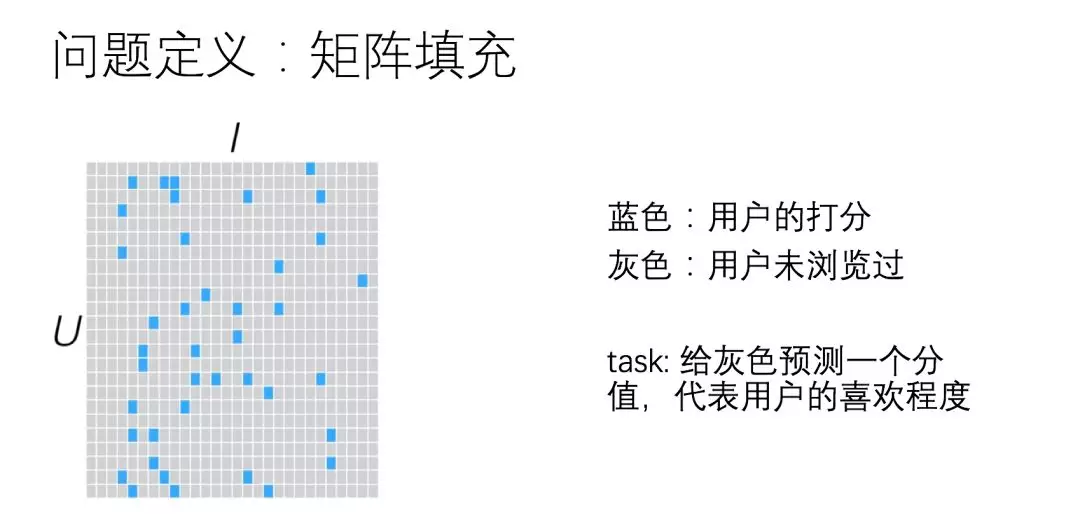 问题定义：矩阵填充
I
U
蓝色：用户的打分
灰色：用户未浏览过
task: 给灰色预测一个分
值，代表用户的喜欢程度